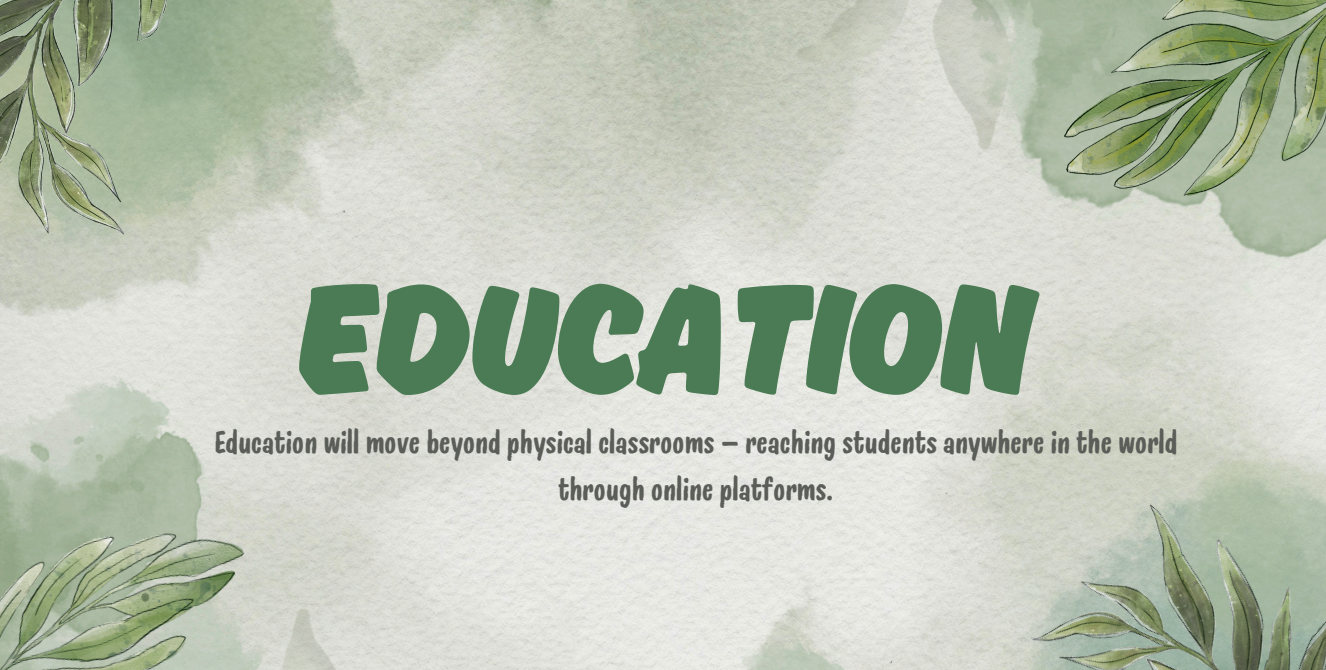 EDUCATION
Education will move beyond physical classrooms – reaching students anywhere in the world
through online platforms.